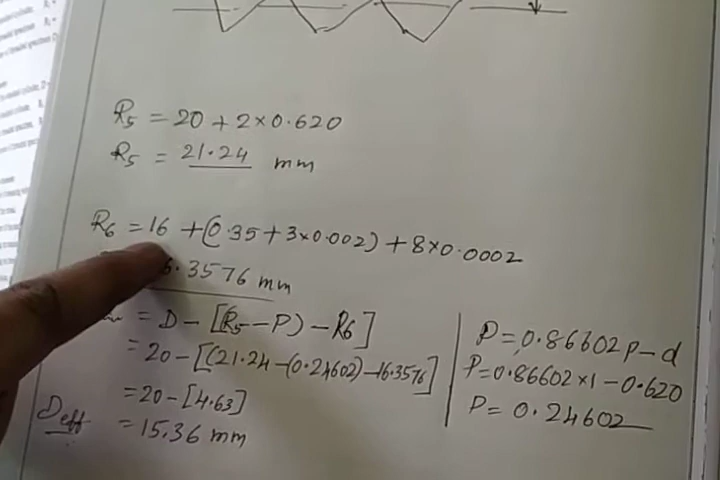 R5 = 20 + 2×0.620
R5 = 21.24 mm
R6 = 16 + (0.35 + 3×0.002) + 8×0.0002
6.3576 mm
= D - [R5 - P) - R6]
= 20 - [(21.24 - (0.24602) - 16.3576]
= 20 - [4.63]
Deff = 15.36 mm
P = 0.86602 p - d
P = 0.86602 × 1 - 0.620
P = 0.24602